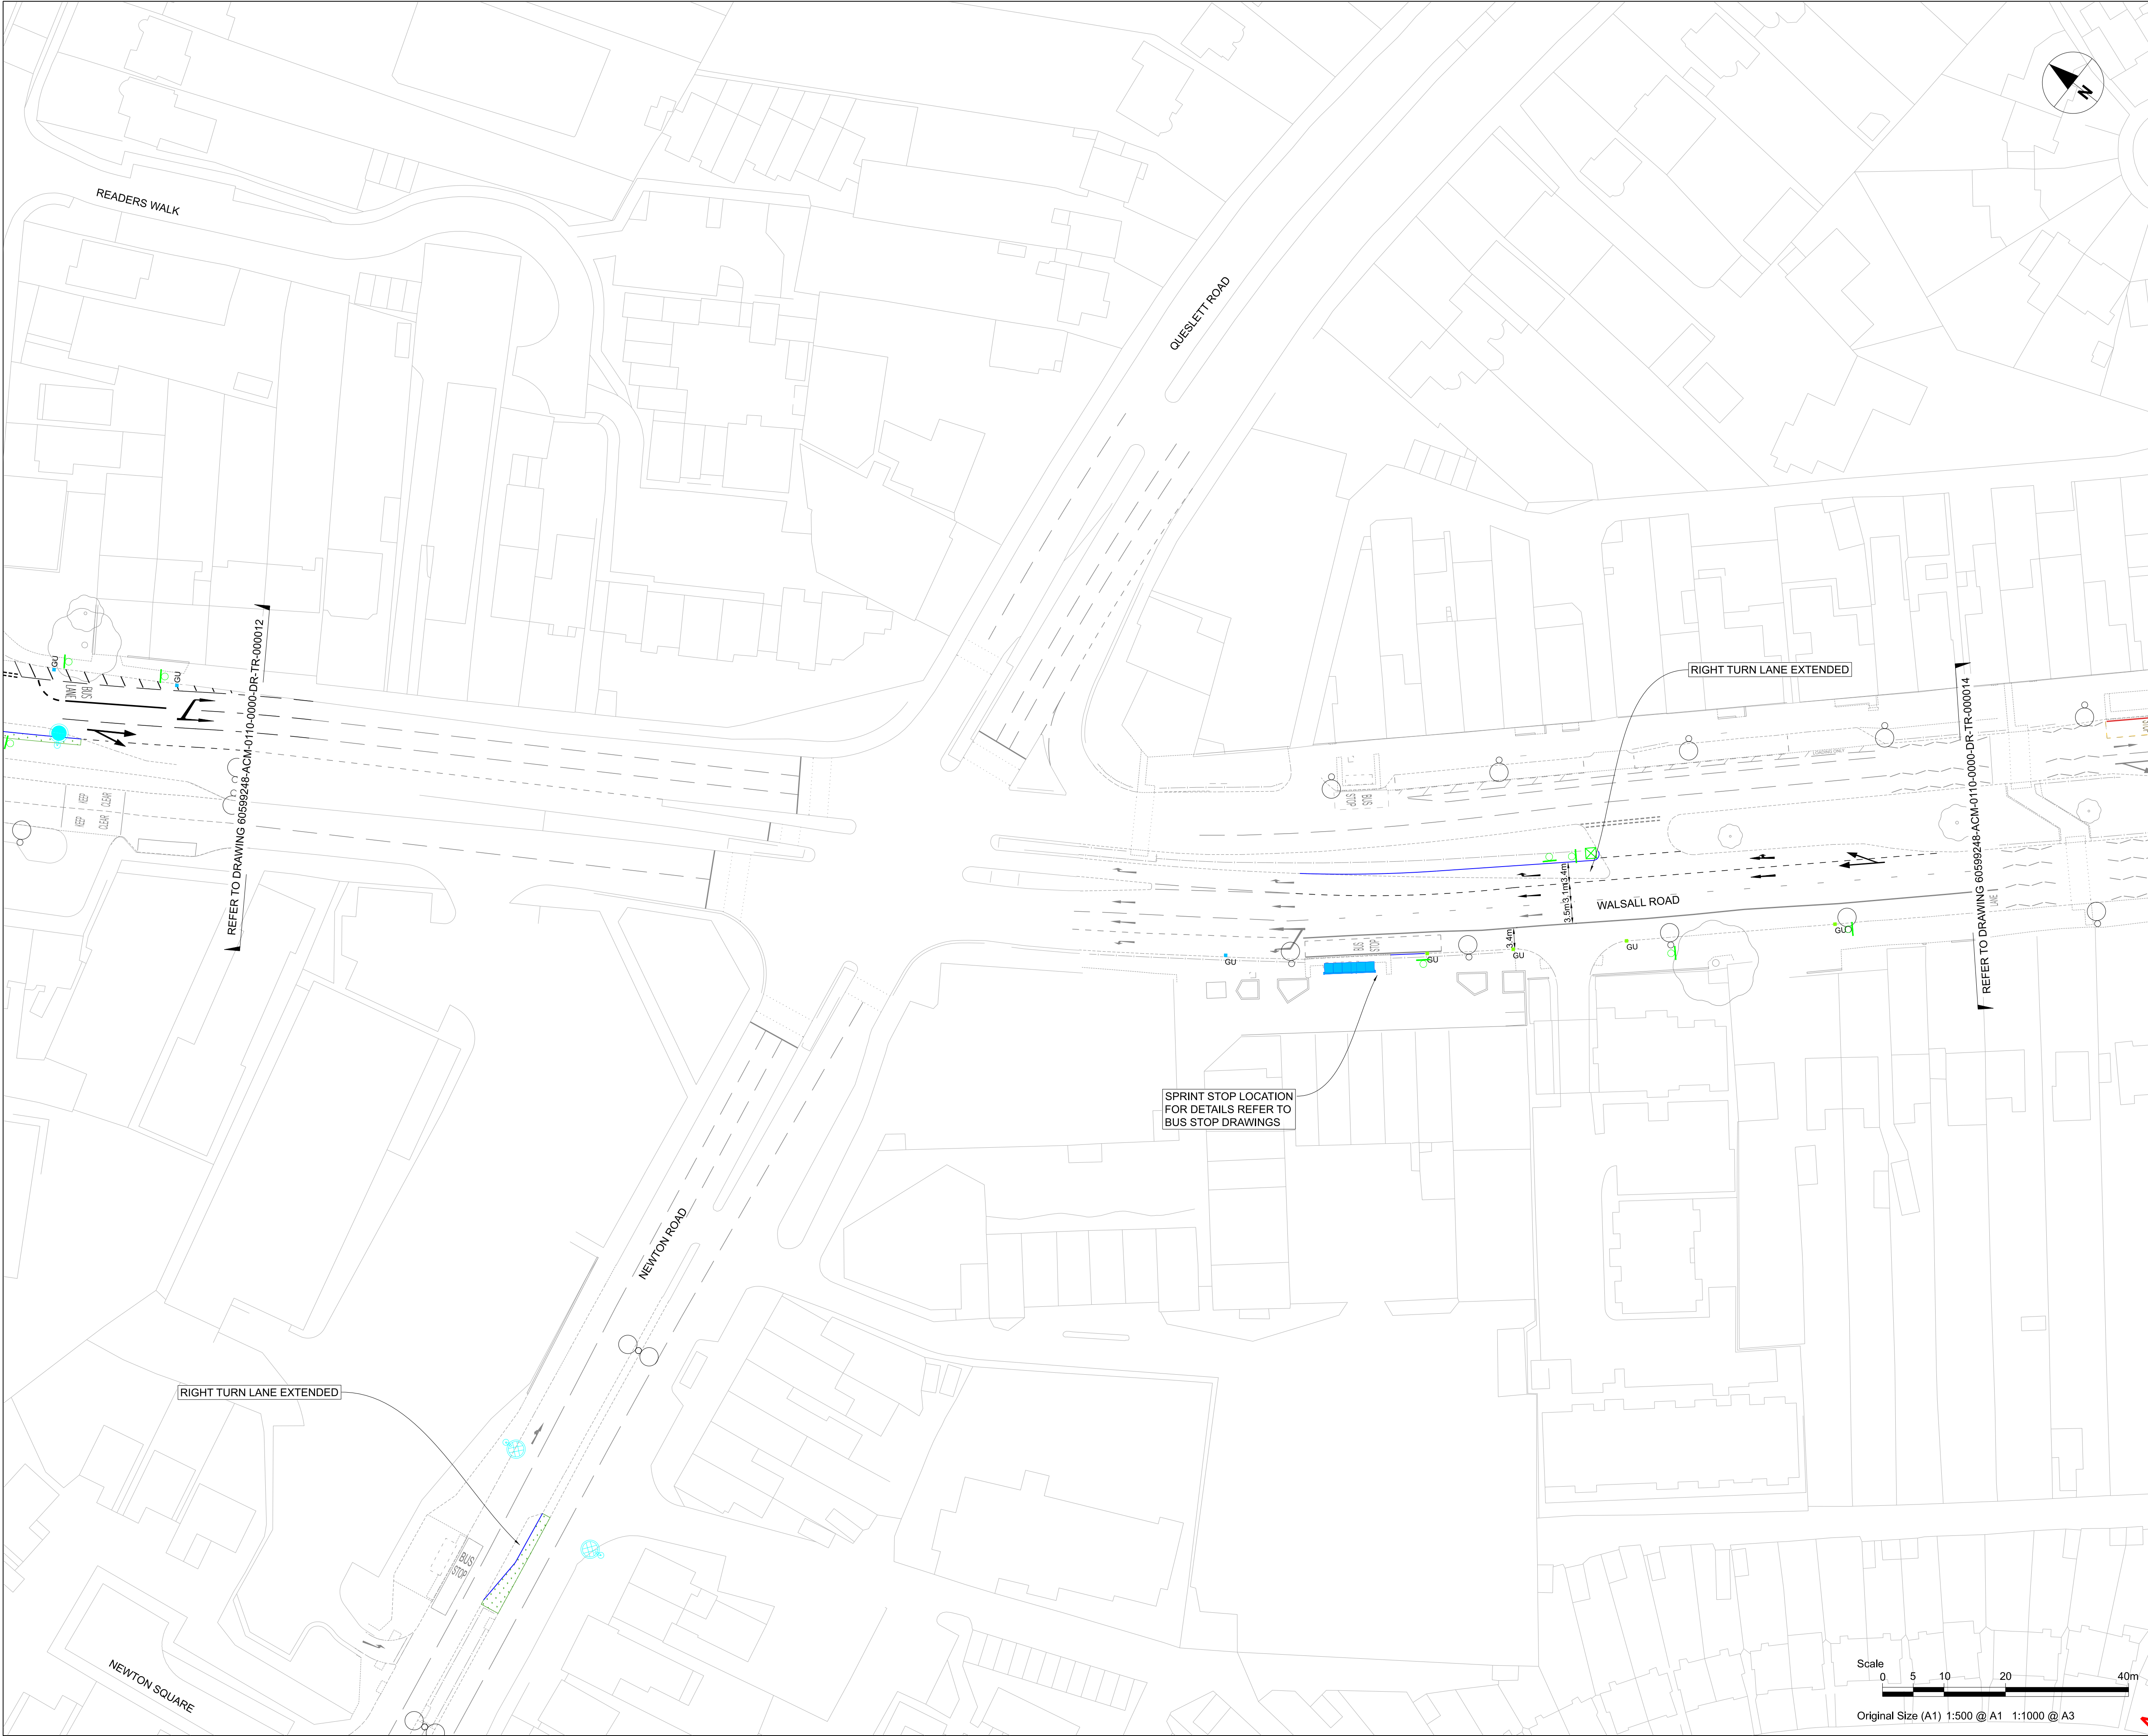 N
READERS WALK
QUESLETT ROAD
REFER TO DRAWING 60599248-ACM-0110-0000-DR-TR-000012
GU
GU
BUS
LANE
KEEP
CLEAR
KEEP
CLEAR
RIGHT TURN LANE EXTENDED
REFER TO DRAWING 60599248-ACM-0110-0000-DR-TR-000014
LOADING ONLY
BUS
STOP
3.4m
3.1m
3.5m
WALSALL ROAD
LANE
3.4m
BUS
STOP
GU
GU
GU
GU
GU
SPRINT STOP LOCATION
FOR DETAILS REFER TO
BUS STOP DRAWINGS
NEWTON ROAD
RIGHT TURN LANE EXTENDED
BUS
STOP
NEWTON SQUARE
Scale
0 5 10 20 40m
Original Size (A1) 1:500 @ A1 1:1000 @ A3